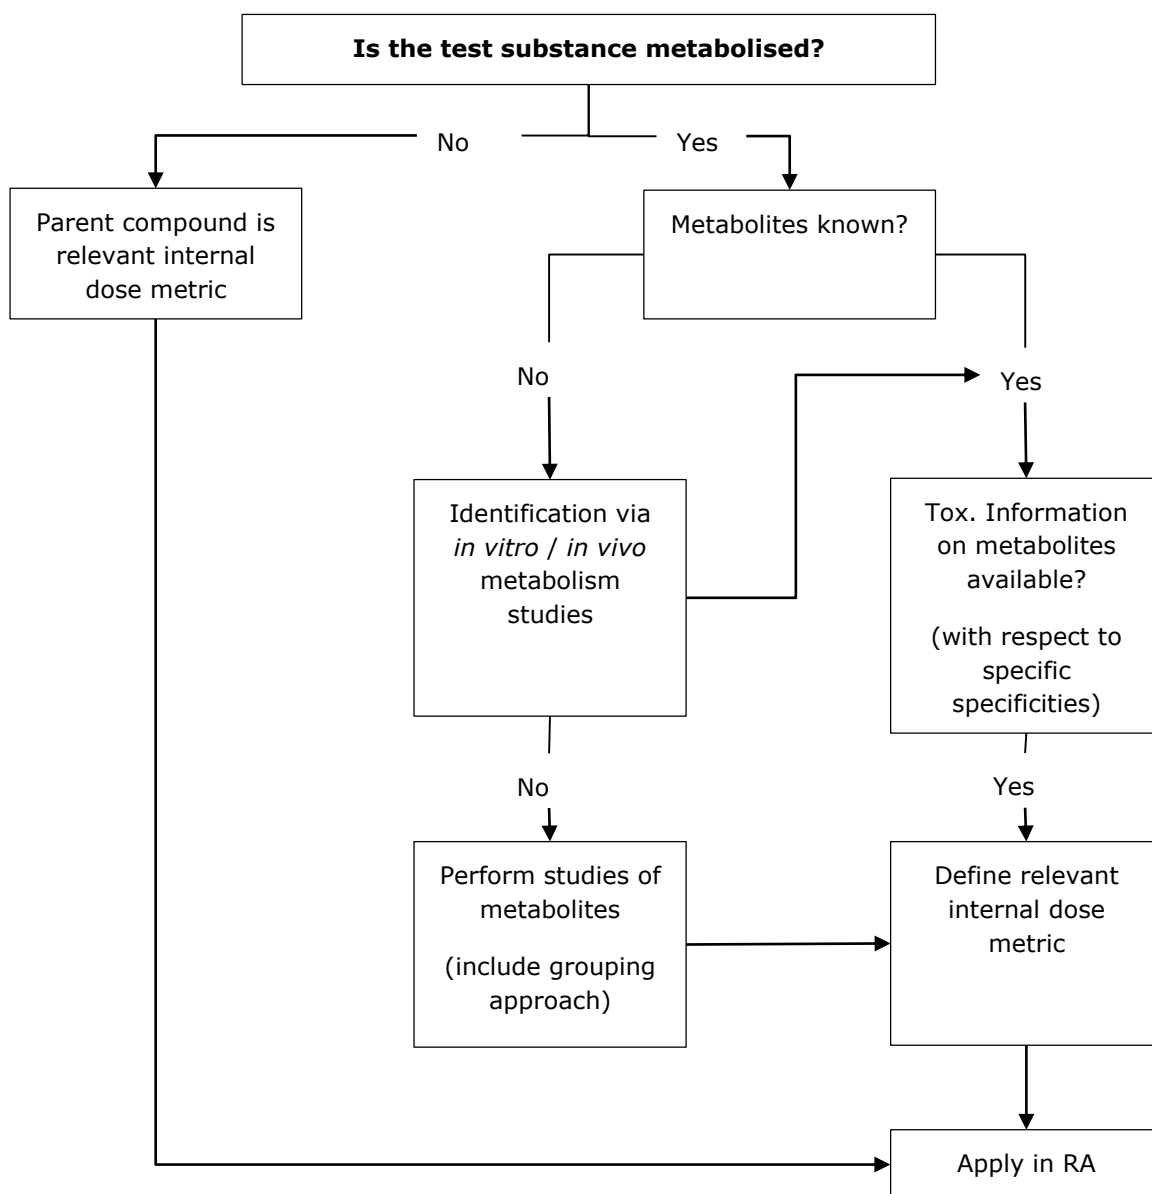 Is the test substance metabolised?
No
Yes
Parent compound is
relevant internal
dose metric
Metabolites known?
No
Yes
Identification via
in vitro / in vivo
metabolism
studies
Tox. Information
on metabolites
available?
(with respect to
specific
specificities)
No
Yes
Perform studies of
metabolites
(include grouping
approach)
Define relevant
internal dose
metric
Apply in RA